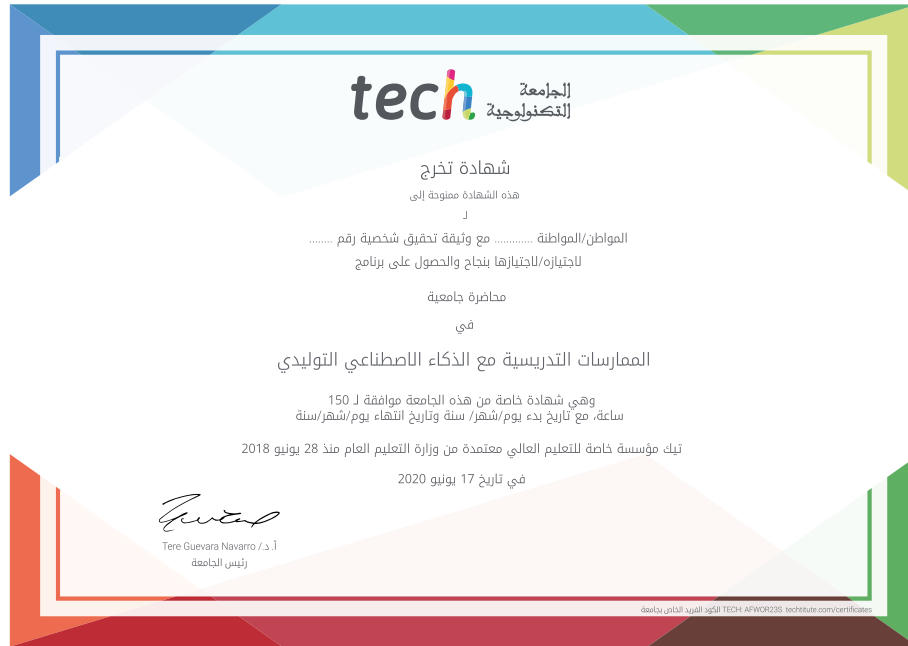 tech
الجامعة
التكنولوجية
شهادة تخرج
هذه الشهادة ممنوحة إلى
لـ
المواطن/المواطنة ............ مع وثيقة تحقيق شخصية رقم ........
لاجتيازه/لاجتيازها بنجاح والحصول على برنامج
محاضرة جامعية
في
الممارسات التدريسية مع الذكاء الاصطناعي التوليدي
وهي شهادة خاصة من هذه الجامعة موافقة لـ 150
ساعة، مع تاريخ بدء يوم/شهر/ سنة وتاريخ انتهاء يوم/شهر/سنة
تيك مؤسسة خاصة للتعليم العالي معتمدة من وزارة التعليم العام منذ 28 يونيو 2018
في تاريخ 17 يونيو 2020
أ. د./ Tere Guevara Navarro
رئيس الجامعة
الكود الفريد الخاص بجامعة TECH: AFWOR23S techtitute.com/certificates